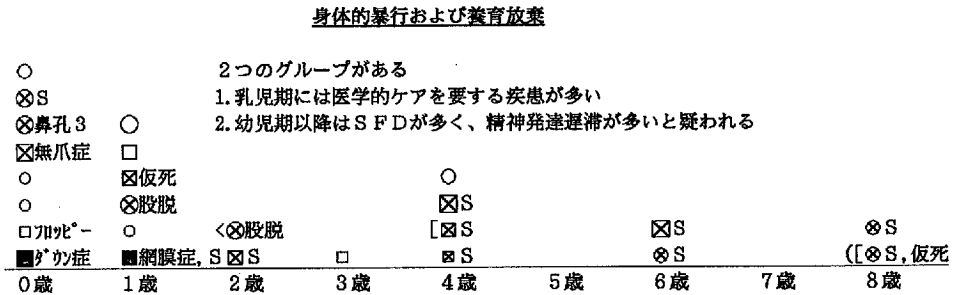 身体的暴行および養育放棄
○ 2つのグループがある
⊗S 1.乳児期には医学的ケアを要する疾患が多い
⊗鼻孔3 ○ 2.幼児期以降はSFDが多く、精神発達遅滞が多いと疑われる
⊠無爪症 □
○ ⊠仮死 ○
○ ⊗股脱 ⊠S
□フロッピー ○ <⊗股脱 [⊠S ⊠S ⊗S
■ダウン症 ■網膜症,S ⊠S □ ⊠S ⊗S ([⊗S,仮死
0歳 1歳 2歳 3歳 4歳 5歳 6歳 7歳 8歳